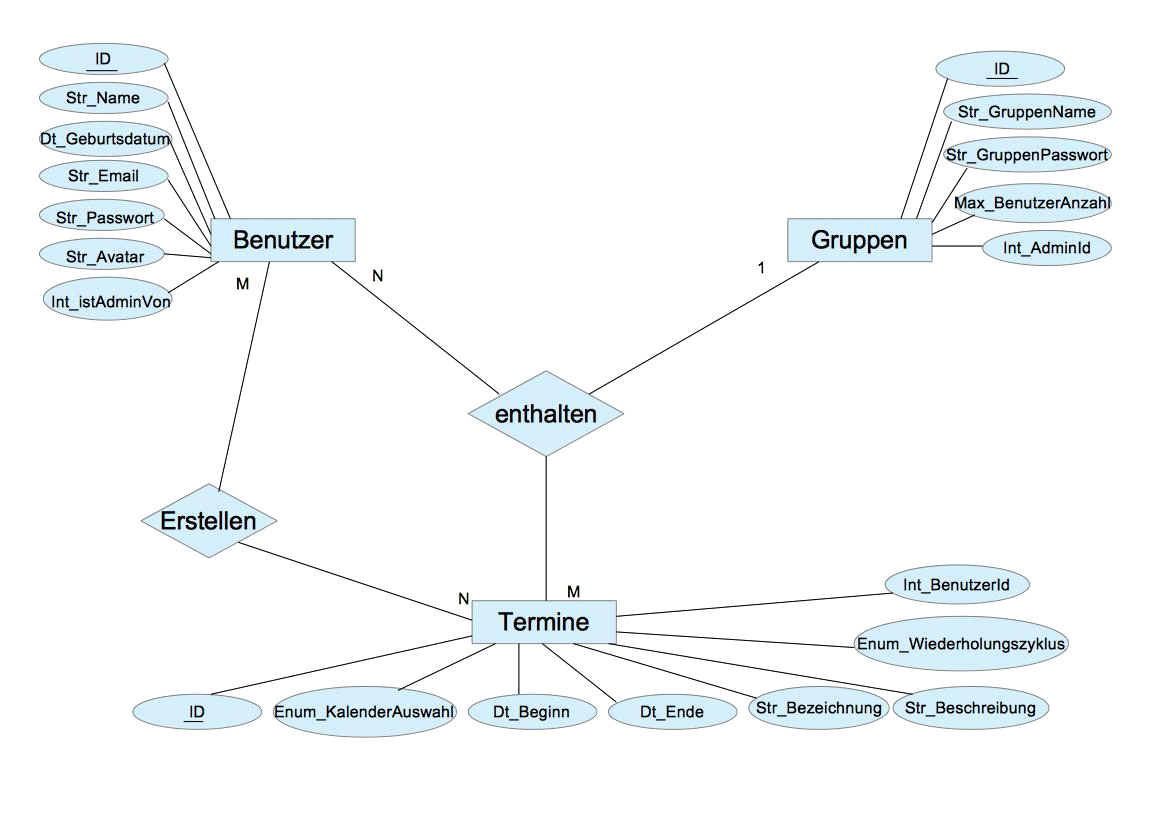 ID
Str_Name
Dt_Geburtsdatum
Str_Email
Str_Passwort
Str_Avatar
Int_istAdminVon
Benutzer
M
N
ID
Str_GruppenName
Str_GruppenPasswort
Max_BenutzerAnzahl
Int_AdminId
Gruppen
1
enthalten
Erstellen
N
M
Termine
Int_BenutzerId
Enum_Wiederholungszyklus
ID
Enum_KalenderAuswahl
Dt_Beginn
Dt_Ende
Str_Bezeichnung
Str_Beschreibung